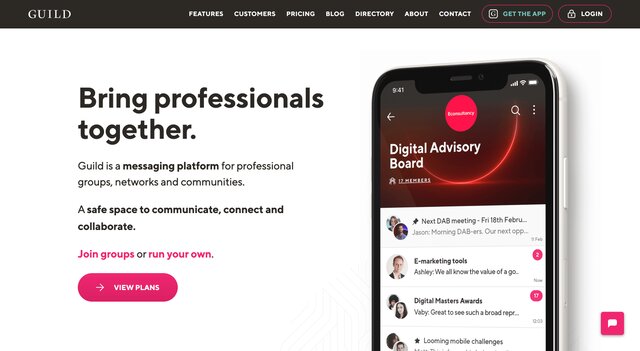 GUILD
FEATURES CUSTOMERS PRICING BLOG DIRECTORY ABOUT CONTACT GET THE APP LOGIN
Bring professionals
together.
Guild is a messaging platform for professional
groups, networks and communities.
A safe space to communicate, connect and
collaborate.
Join groups or run your own.
VIEW PLANS
9:41
Econsultancy
Digital Advisory
Board
17 MEMBERS
Next DAB meeting - Fri 18th Febru...
Jason: Morning DAB-ers. Our next opp...
11 Feb
E-marketing tools
2
Ashley: We all know the value of a go..
Now
Digital Masters Awards
17
Vaby: Great to see such a broad repr...
12:03
Looming mobile challenges